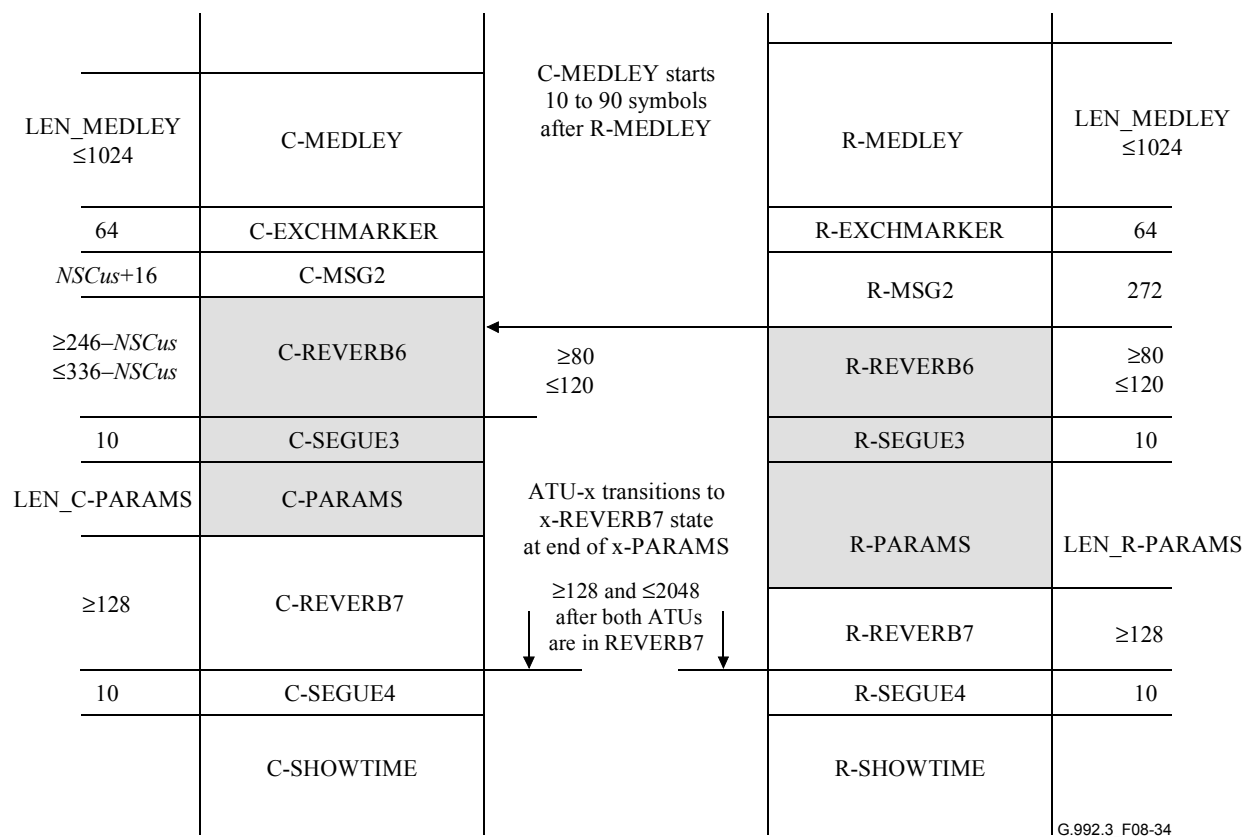 C-MEDLEY starts
10 to 90 symbols
after R-MEDLEY
LEN_MEDLEY
≤1024
C-MEDLEY
R-MEDLEY
LEN_MEDLEY
≤1024
64
C-EXCHMARKER
R-EXCHMARKER
64
NSCus+16
C-MSG2
R-MSG2
272
≥246–NSCus
≤336–NSCus
C-REVERB6
≥80
≤120
R-REVERB6
≥80
≤120
10
C-SEGUE3
R-SEGUE3
10
LEN_C-PARAMS
C-PARAMS
ATU-x transitions to
x-REVERB7 state
at end of x-PARAMS
R-PARAMS
LEN_R-PARAMS
≥128
C-REVERB7
≥128 and ≤2048
after both ATUs
are in REVERB7
R-REVERB7
≥128
10
C-SEGUE4
R-SEGUE4
10
C-SHOWTIME
R-SHOWTIME
G.992.3_F08-34